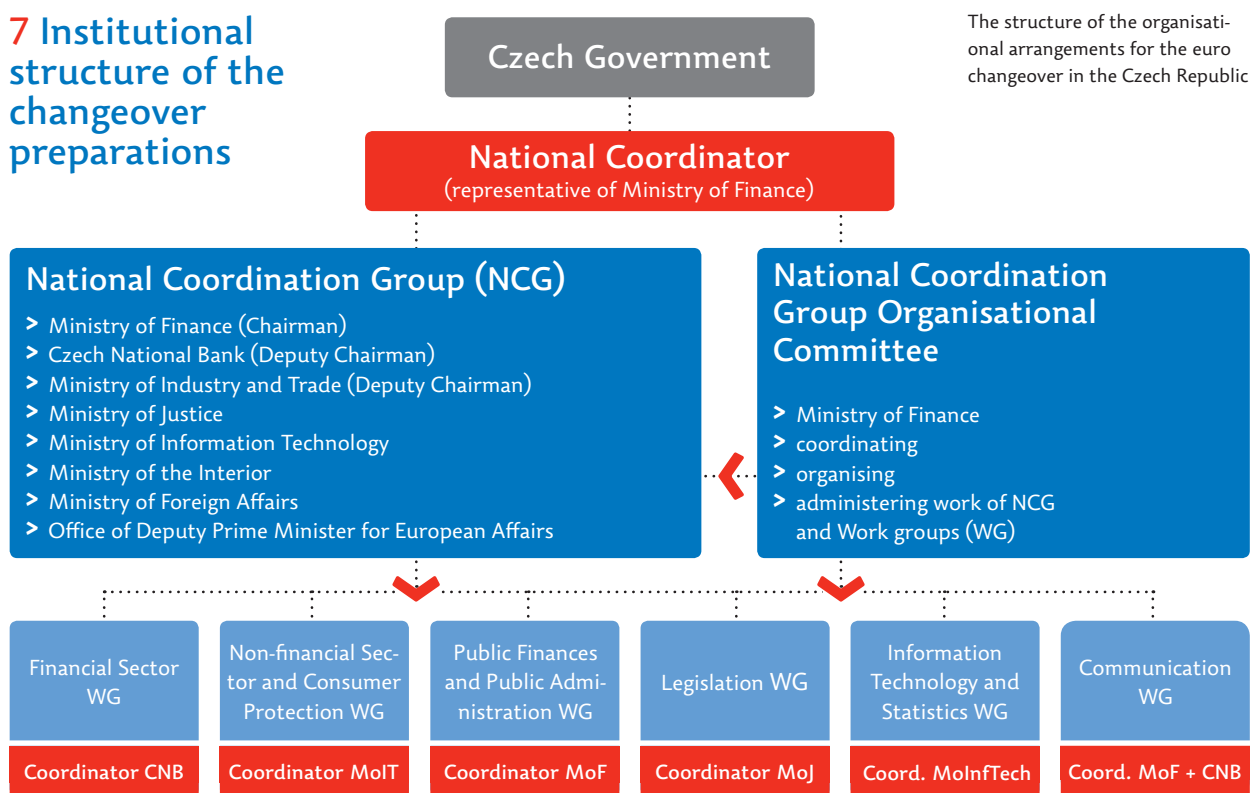 7 Institutional
structure of the
changeover
preparations
Czech Government
The structure of the organisati-
onal arrangements for the euro
changeover in the Czech Republic
National Coordinator
(representative of Ministry of Finance)
National Coordination Group (NCG)
> Ministry of Finance (Chairman)
> Czech National Bank (Deputy Chairman)
> Ministry of Industry and Trade (Deputy Chairman)
> Ministry of Justice
> Ministry of Information Technology
> Ministry of the Interior
> Ministry of Foreign Affairs
> Office of Deputy Prime Minister for European Affairs
National Coordination
Group Organisational
Committee
> Ministry of Finance
> coordinating
> organising
> administering work of NCG
and Work groups (WG)
Financial Sector
WG
Coordinator CNB
Non-financial Sec-
tor and Consumer
Protection WG
Coordinator MoIT
Public Finances
and Public Admi-
nistration WG
Coordinator MoF
Legislation WG
Coordinator MoJ
Information
Technology and
Statistics WG
Coord. MoInfTech
Communication
WG
Coord. MoF + CNB